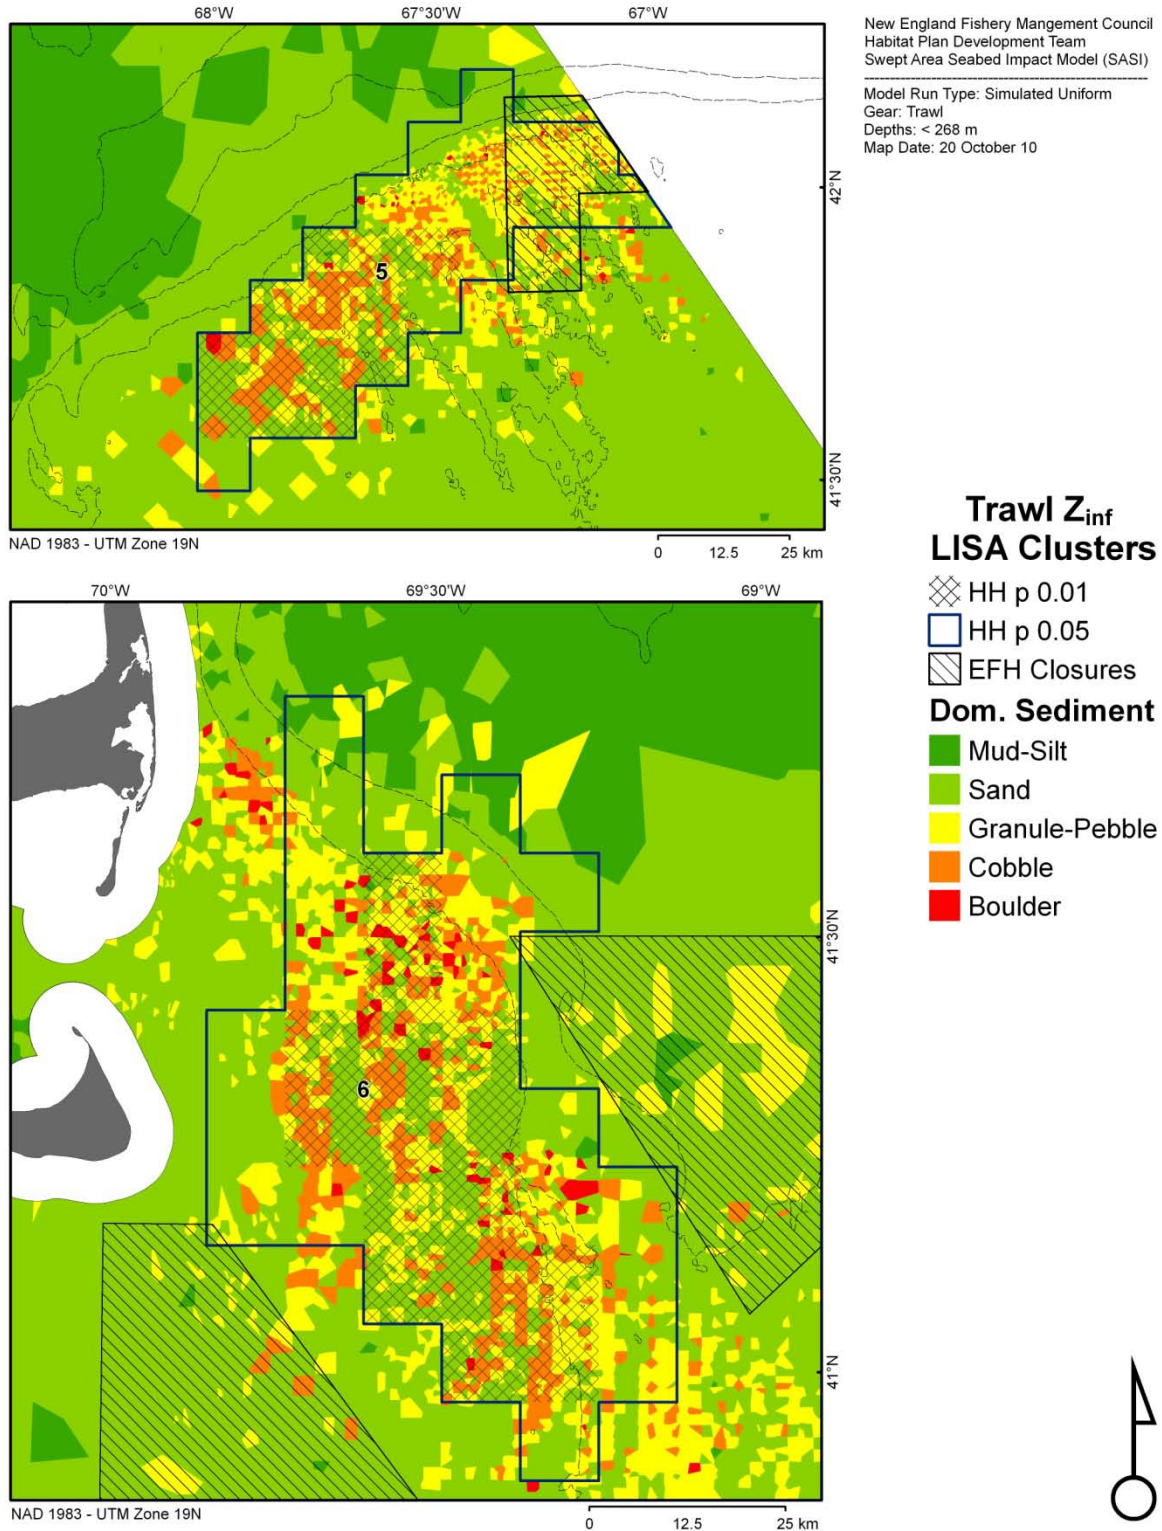 68°W 67°30'W 67°W
New England Fishery Mangement Council
Habitat Plan Development Team
Swept Area Seabed Impact Model (SASI)
Model Run Type: Simulated Uniform
Gear: Trawl
Depths: < 268 m
Map Date: 20 October 10
42°N
5
41°30'N
NAD 1983 - UTM Zone 19N
0 12.5 25 km
Trawl Zinf
LISA Clusters
HH p 0.01
HH p 0.05
EFH Closures
Dom. Sediment
Mud-Silt
Sand
Granule-Pebble
Cobble
Boulder
70°W 69°30'W 69°W
41°30'N
6
41°N
NAD 1983 - UTM Zone 19N
0 12.5 25 km